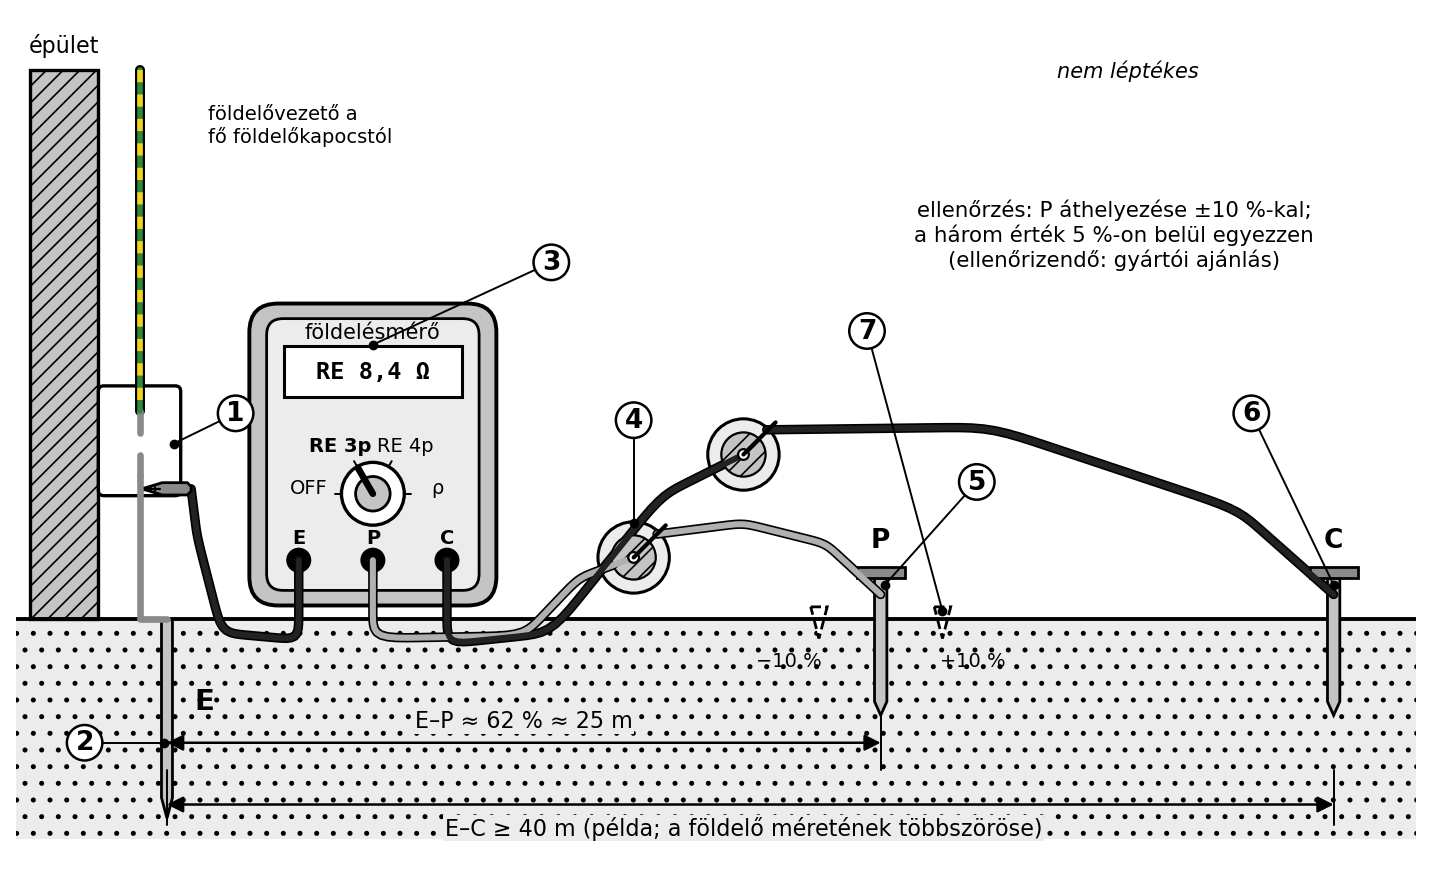 épület
nem léptékes
földelővezető a
fő földelőkapocstól
ellenőrzés: P áthelyezése ±10 %-kal;
a három érték 5 %-on belül egyezzen
(ellenőrizendő: gyártói ajánlás)
3
7
földelésmérő
RE 8,4 Ω
1
4
6
RE 3p RE 4p
OFF ρ
5
E P C
P
C
−10 % +10 %
E
E–P ≈ 62 % ≈ 25 m
2
E–C ≥ 40 m (példa; a földelő méretének többszöröse)